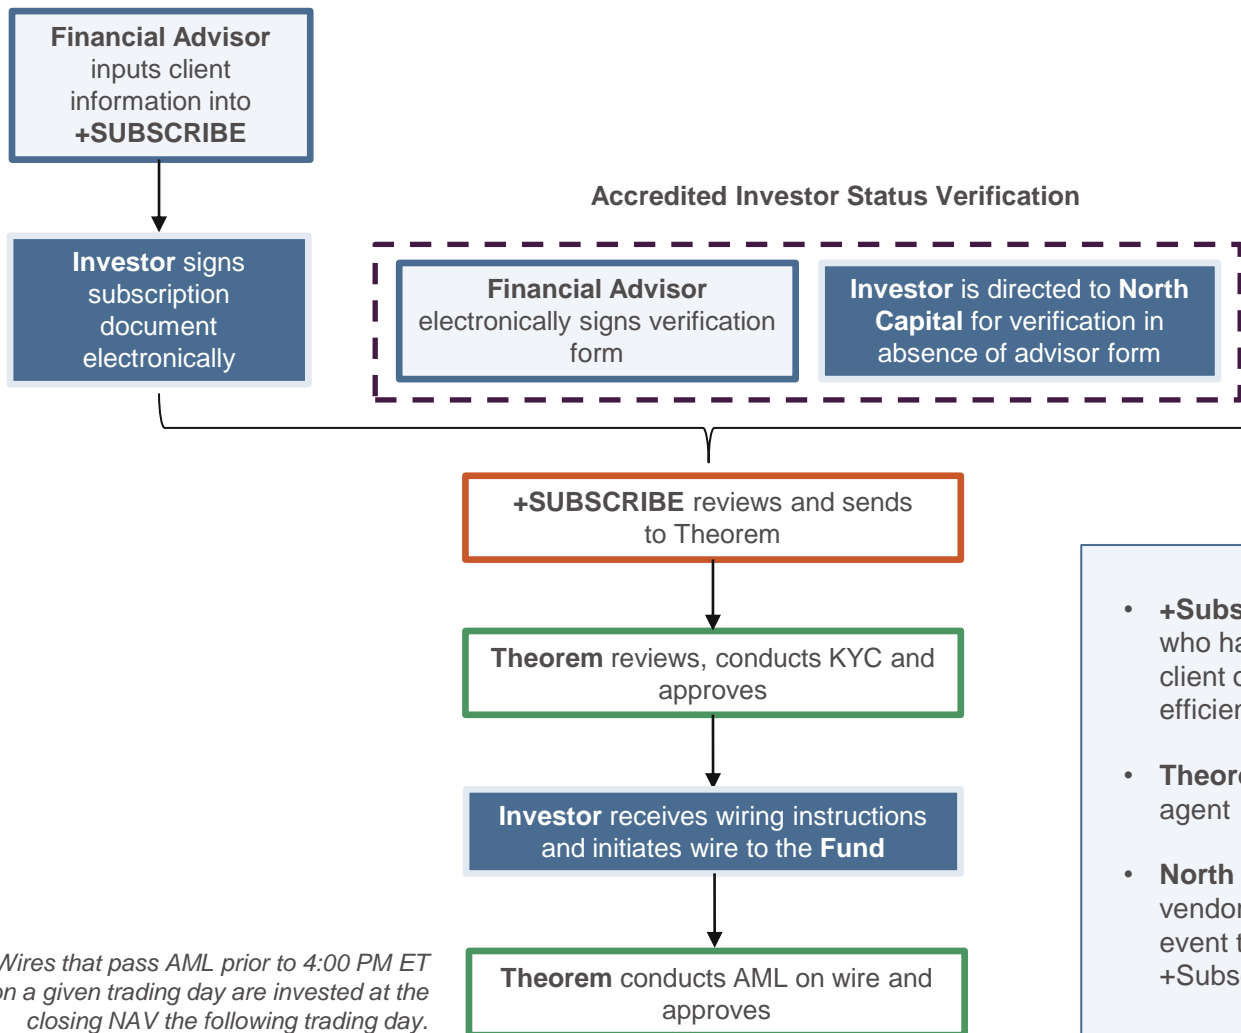 Financial Advisor
inputs client
information into
+SUBSCRIBE
Accredited Investor Status Verification
Investor signs
subscription
document
electronically
Financial Advisor
electronically signs verification
form
Investor is directed to North
Capital for verification in
absence of advisor form
+SUBSCRIBE reviews and sends
to Theorem
Theorem reviews, conducts KYC and
approves
Investor receives wiring instructions
and initiates wire to the Fund
Theorem conducts AML on wire and
approves
Wires that pass AML prior to 4:00 PM ET
on a given trading day are invested at the
closing NAV the following trading day.
• +Subs
who ha
client
efficien
• Theore
agent
• North
vendor
event t
+Subs